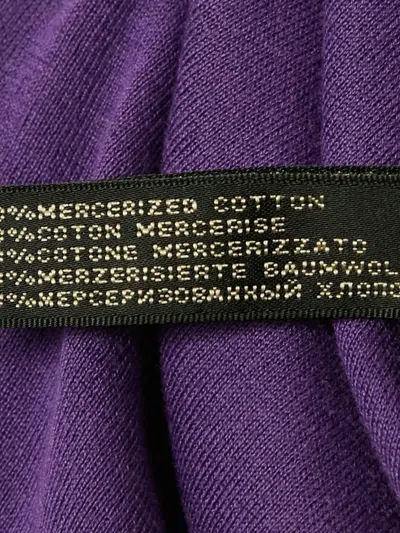 %MERCERIZED COTTON
%COTON MERCERISE
%COTONE MERCERIZZATO
%MERZERISIERTE BAUMWOL
%МЕРСЕРИЗОВАННЫЙ ХЛОП